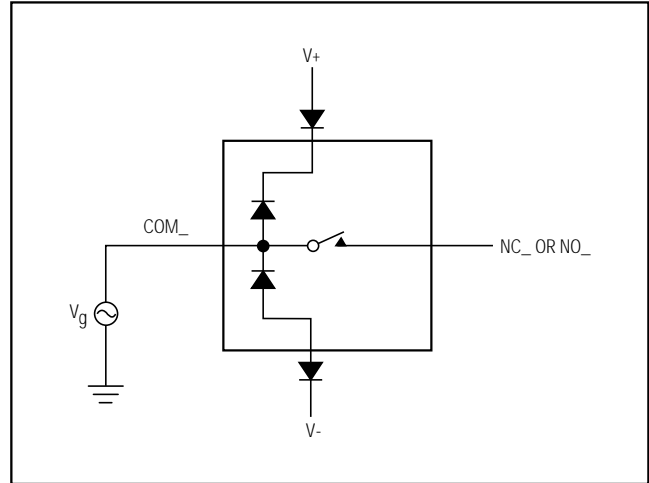 V+
COM_
NC_ OR NO_
Vg
V-